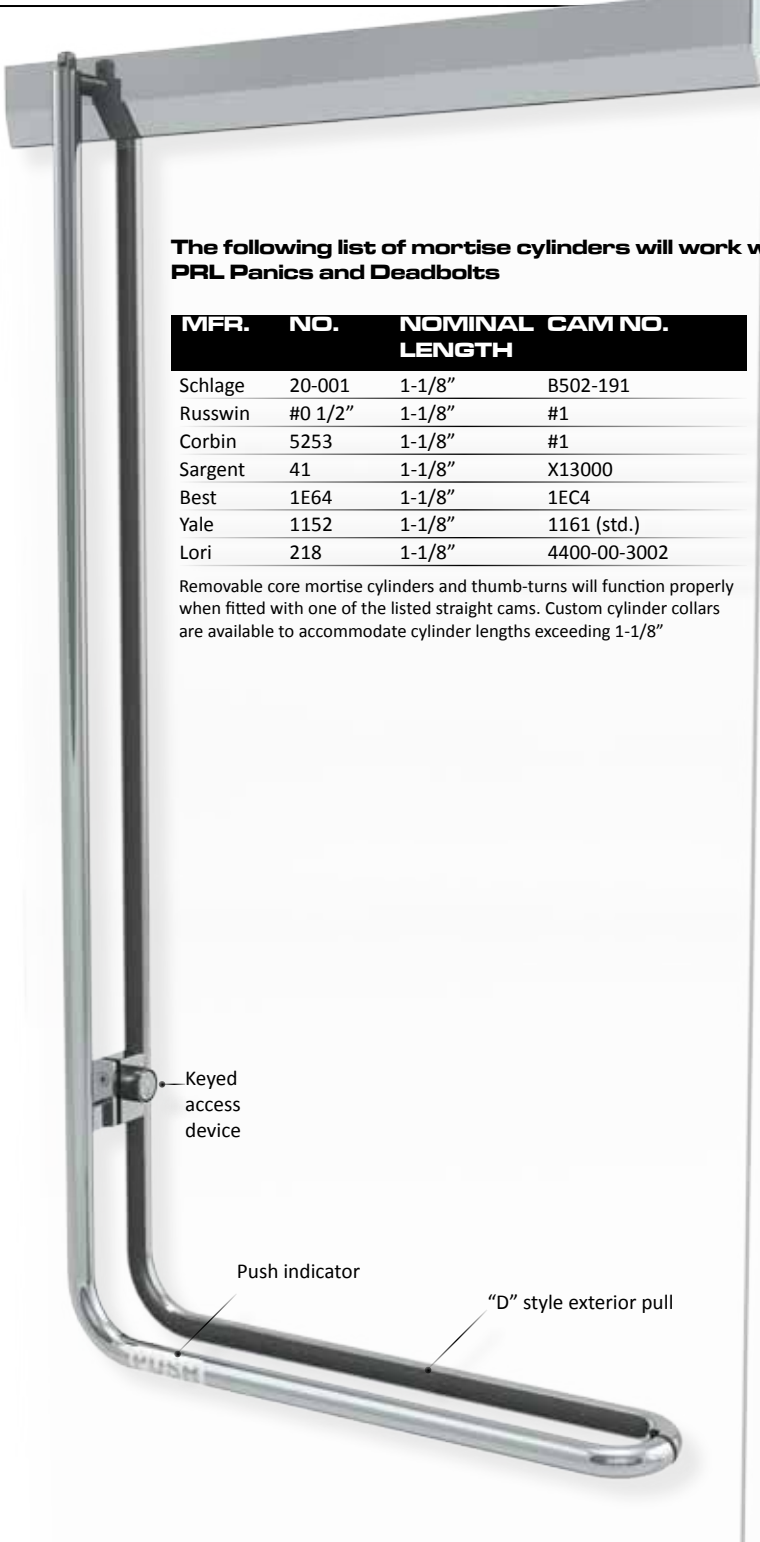 The following list of mortise cylinders will work
PRL Panics and Deadbolts
MFR. NO. NOMINAL LENGTH CAM NO.
Schlage 20-001 1-1/8” B502-191
Russwin #0 1/2” 1-1/8” #1
Corbin 5253 1-1/8” #1
Sargent 41 1-1/8” X13000
Best 1E64 1-1/8” 1EC4
Yale 1152 1-1/8” 1161 (std.)
Lori 218 1-1/8” 4400-00-3002
Removable core mortise cylinders and thumb-turns will function properly
when fitted with one of the listed straight cams. Custom cylinder collars
are available to accommodate cylinder lengths exceeding 1-1/8”
Keyed
access
device
Push indicator
“D” style exterior pull
PUSH